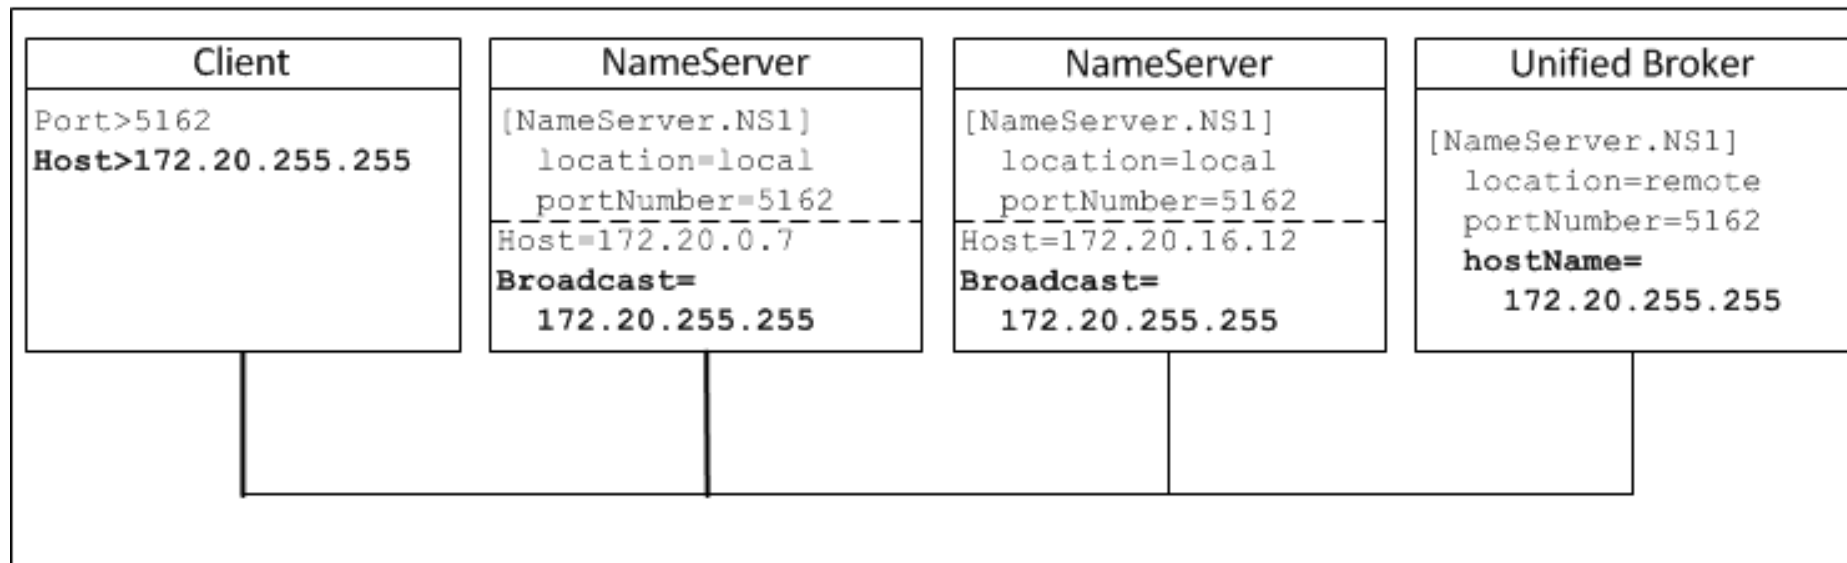 Client
Port>5162
Host>172.20.255.255
NameServer
[NameServer.NS1]
location=local
portNumber=5162
Host=172.20.0.7
Broadcast=
172.20.255.255
NameServer
[NameServer.NS1]
location=local
portNumber=5162
Host=172.20.16.12
Broadcast=
172.20.255.255
Unified Broker
[NameServer.NS1]
location=remote
portNumber=5162
hostName=
172.20.255.255